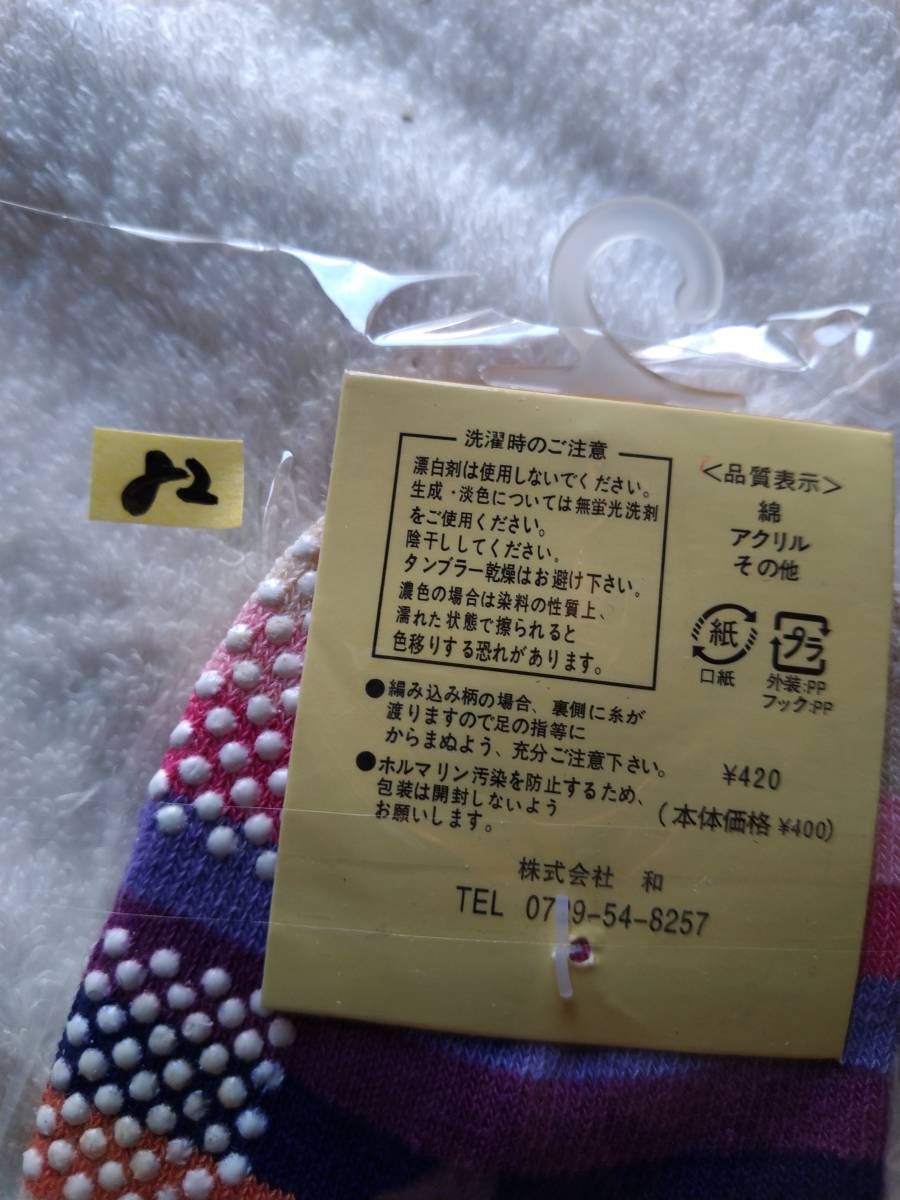 82
洗濯時のご注意
漂白剤は使用しないでください。
生成・淡色については無蛍光洗剤
をご使用ください。
陰干ししてください。
タンブラー乾燥はお避け下さい。
濃色の場合は染料の性質上、
濡れた状態で擦られると
色移りする恐れがあります。
●編み込み柄の場合、裏側に糸が
渡りますので足の指等に
からまぬよう、充分ご注意下さい。
●ホルマリン汚染を防止するため、
包装は開封しないよう
お願いします。
<品質表示>
綿
アクリル
その他
紙
口紙
プラ
外装:PP
フック:PP
¥420
(本体価格 ¥400)
株式会社 和
TEL